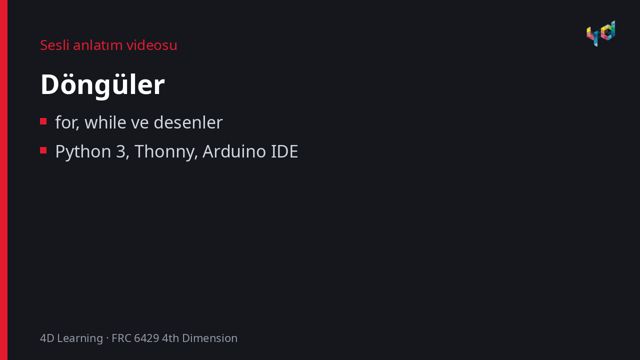 Sesli anlatım videosu
Döngüler
for, while ve desenler
Python 3, Thonny, Arduino IDE
4D Learning · FRC 6429 4th Dimension